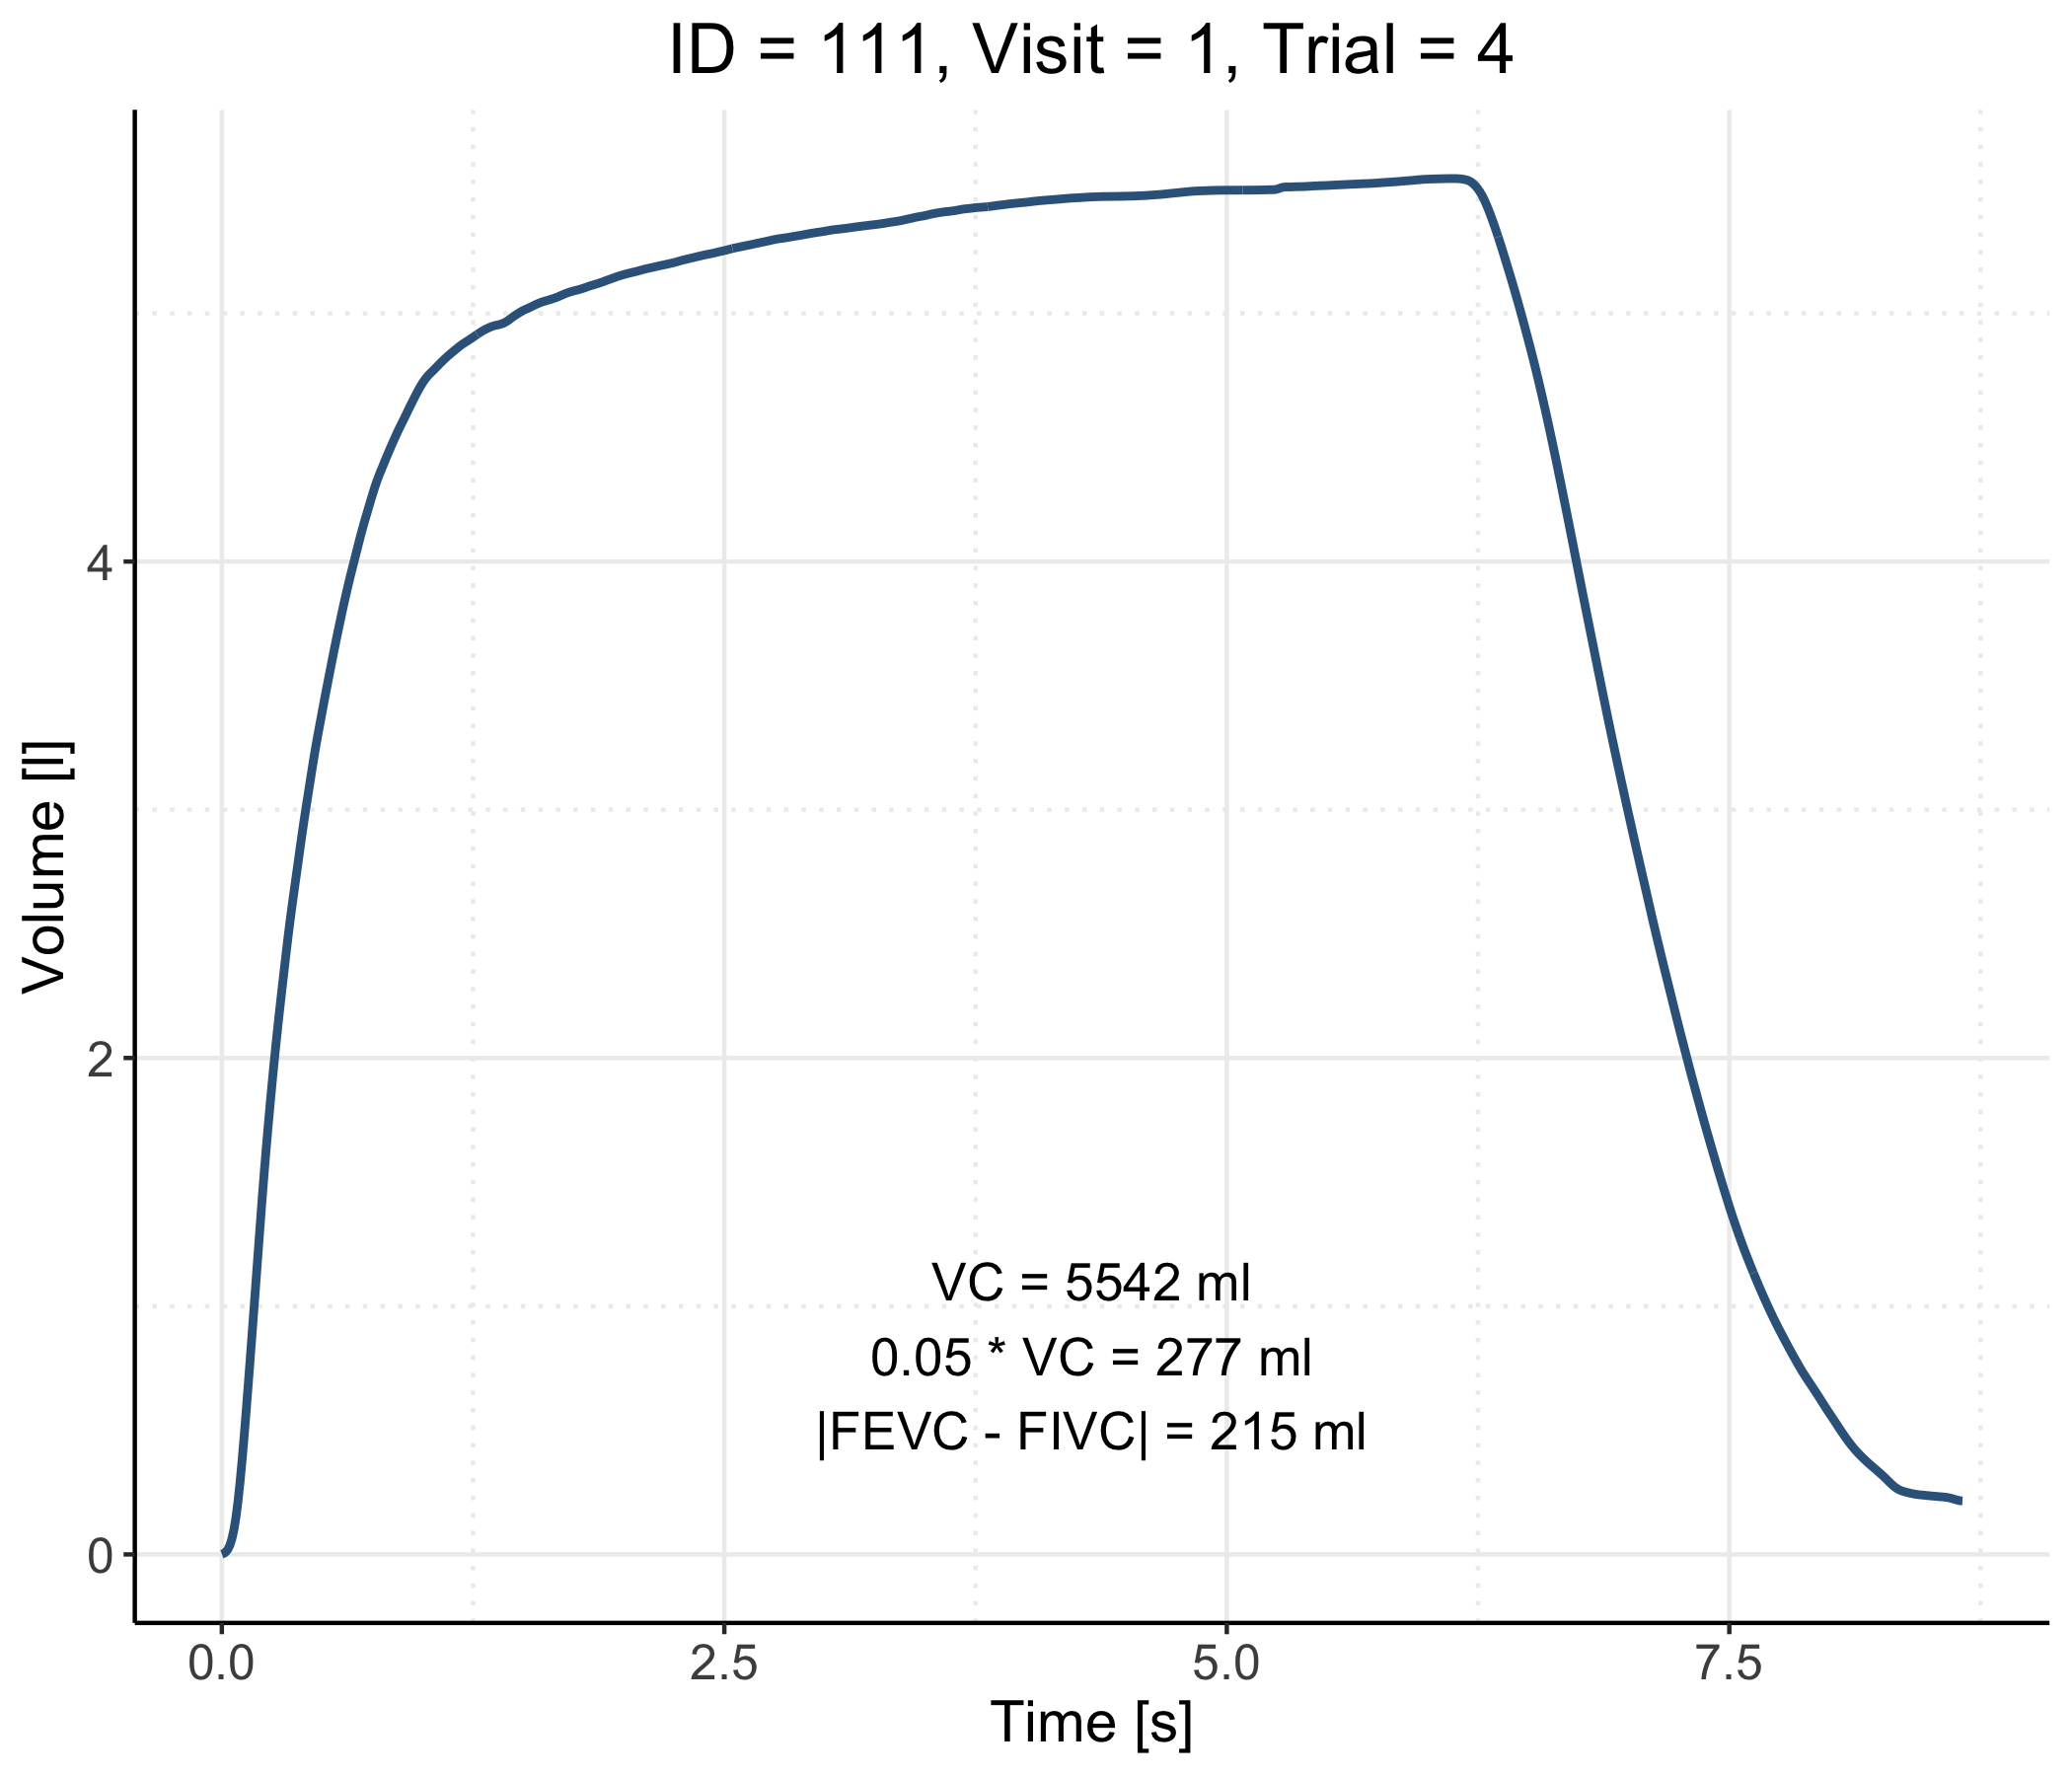 ID = 111, Visit = 1, Trial = 4
Volume [l]
4
2
0
VC = 5542 ml
0.05 * VC = 277 ml
|FEVC - FIVC| = 215 ml
0.0 2.5 5.0 7.5
Time [s]